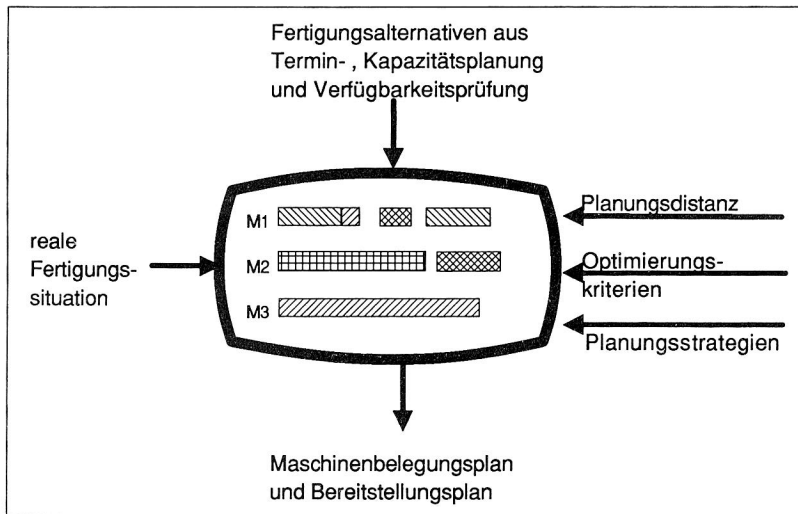 Fertigungsalternativen aus
Termin- , Kapazitätsplanung
und Verfügbarkeitsprüfung
M1
M2
M3
reale
Fertigungs-
situation
Planungsdistanz
Optimierungs-
kriterien
Planungsstrategien
Maschinenbelegungsplan
und Bereitstellungsplan